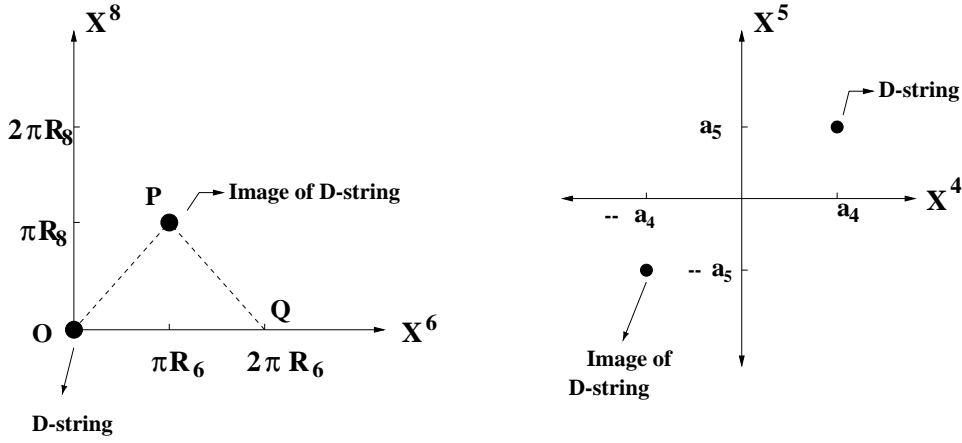 X^8
2πR_8
P
Image of D-string
πR_8
O
Q
X^6
πR_6
2π R_6
D-string
X^5
D-string
a_5
X^4
-- a_4
a_4
-- a_5
Image of
D-string